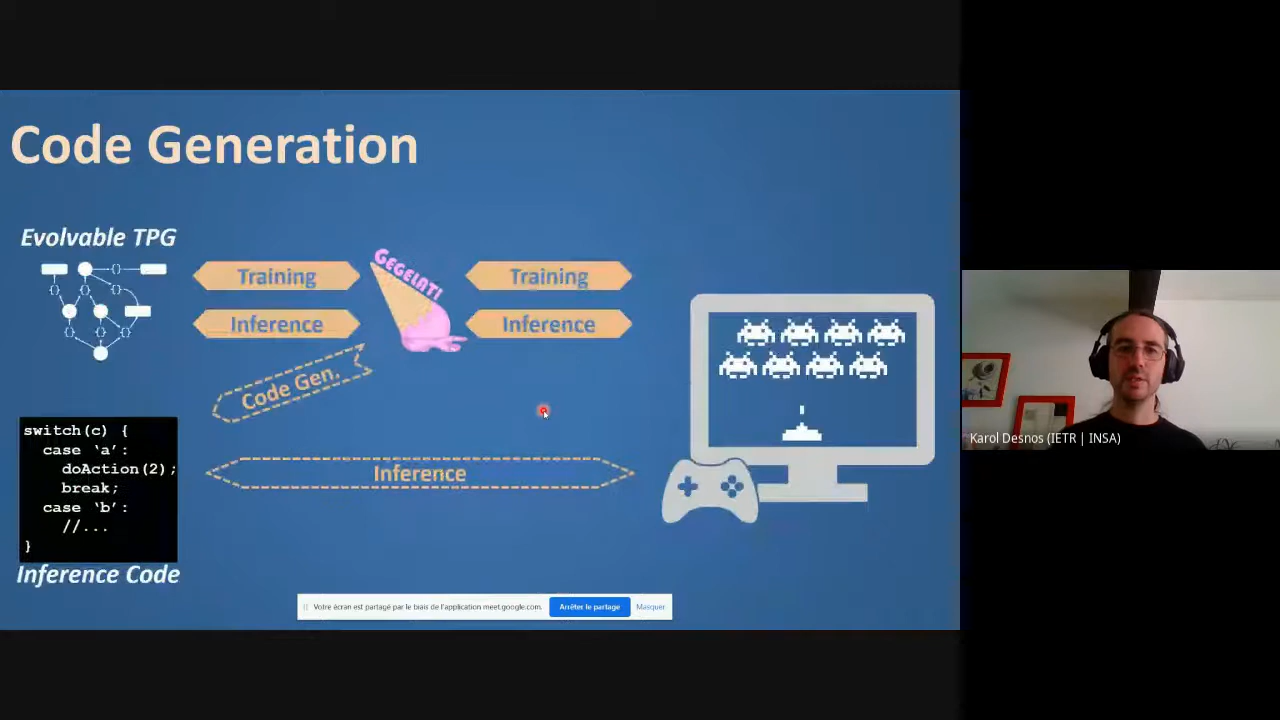 Code Generation
Evolvable TPG
Training
GEGELATI
Training
Inference
Inference
Code Gen.
switch(c) {
case ‘a’:
doAction(2);
break;
case ‘b’:
//...
}
Inference
Inference Code
Karol Desnos (IETR | INSA)
Votre écran est partagé par le biais de l'application meet.google.com.
Arrêter le partage
Masquer